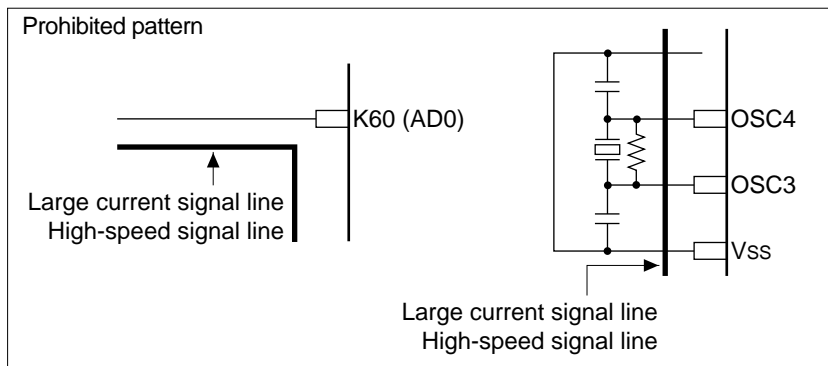 Prohibited pattern
K60 (AD0)
Large current signal line
High-speed signal line
OSC4
OSC3
VSS
Large current signal line
High-speed signal line